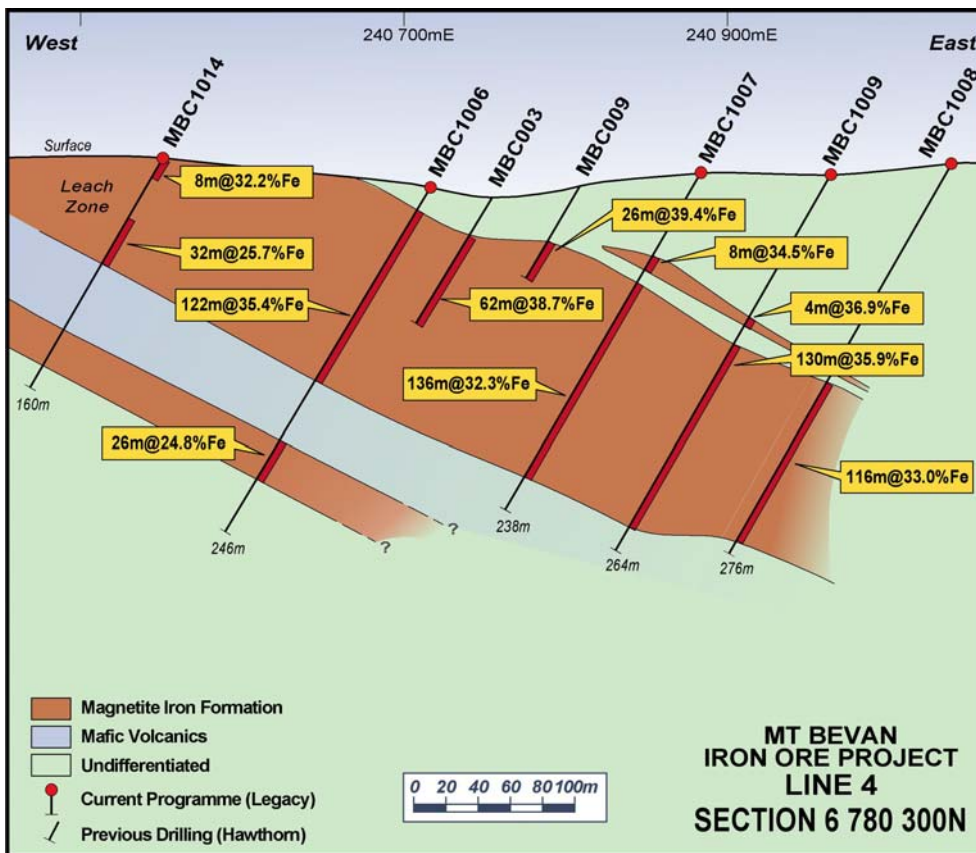 West
240 700mE
240 900mE
East
MBC1014
MBC1006
MBC003
MBC009
MBC1007
MBC1009
MBC1008
Surface
Leach
Zone
8m@32.2%Fe
32m@25.7%Fe
122m@35.4%Fe
26m@24.8%Fe
62m@38.7%Fe
26m@39.4%Fe
136m@32.3%Fe
8m@34.5%Fe
4m@36.9%Fe
130m@35.9%Fe
116m@33.0%Fe
160m
246m
238m
264m
276m
?
?
Magnetite Iron Formation
Mafic Volcanics
Undifferentiated
Current Programme (Legacy)
Previous Drilling (Hawthorn)
0 20 40 60 80 100m
MT BEVAN
IRON ORE PROJECT
LINE 4
SECTION 6 780 300N